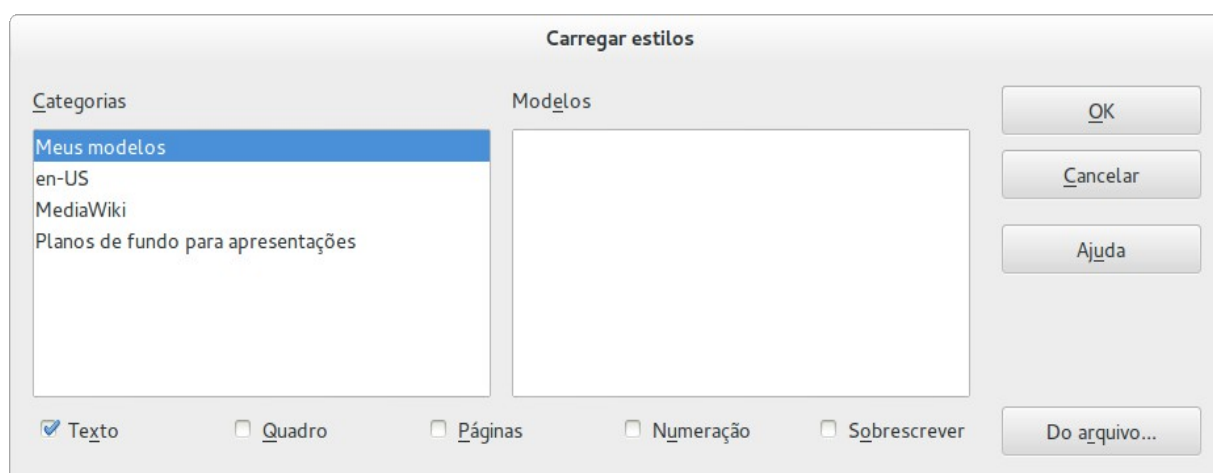 Carregar estilos
Categorias
Modelos
Meus modelos
en-US
MediaWiki
Planos de fundo para apresentações
OK
Cancelar
Ajuda
Texto
Quadro
Páginas
Numeração
Sobrescrever
Do arquivo...